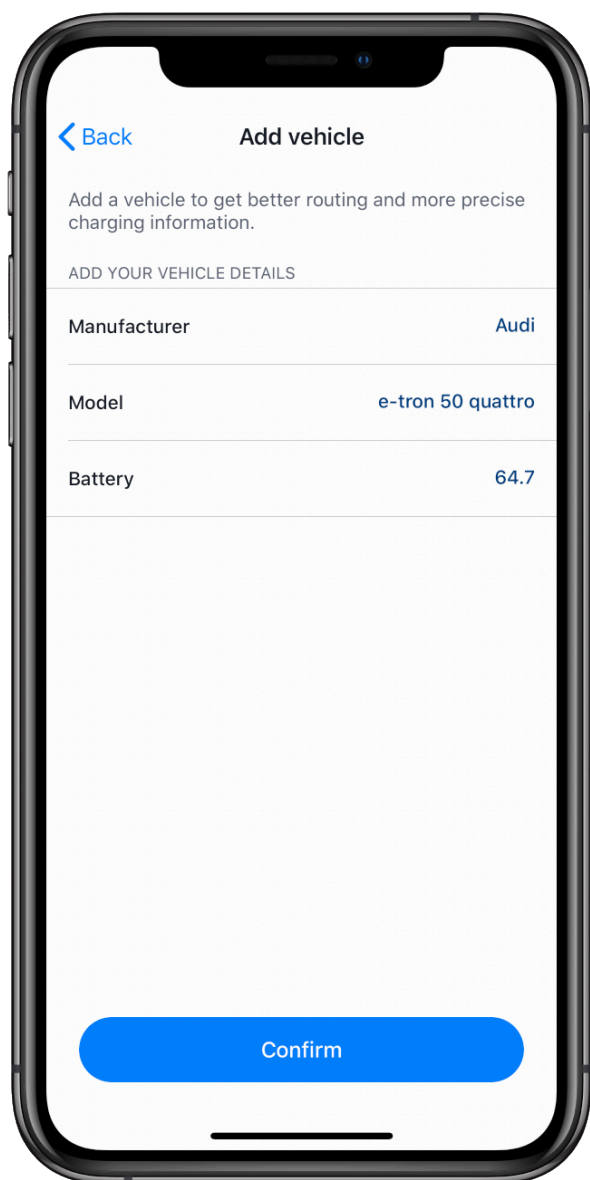 Back
Add vehicle
Add a vehicle to get better routing and more precise
charging information.
ADD YOUR VEHICLE DETAILS
Manufacturer Audi
Model e-tron 50 quattro
Battery 64.7
Confirm